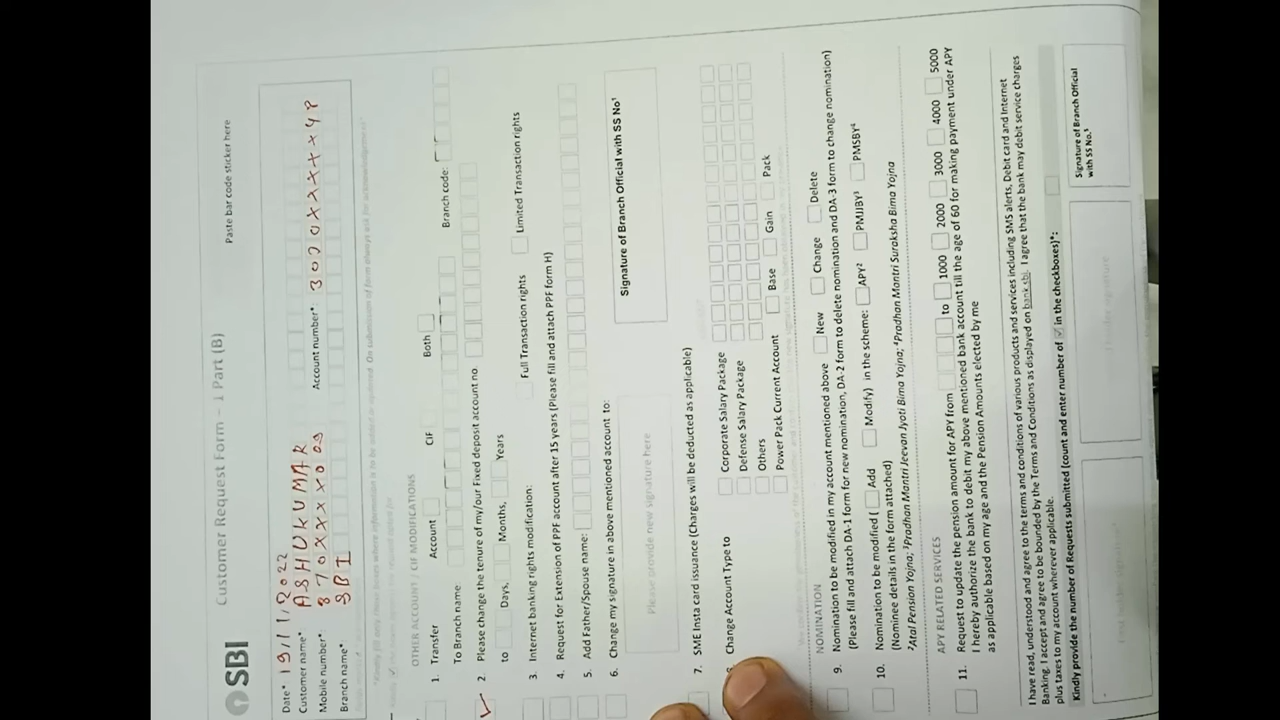 SBI
Customer Request Form – 1 Part (B)
Paste bar code sticker here
Date* 19/11/2022
Customer name*: ASHUKUMAR
Mobile number*: 870XXXX009
Account number*: 3000XXXXX4P
Branch name*: SBI
OTHER ACCOUNT / CIF MODIFICATIONS
1. Transfer Account CIF Both
To Branch name: Branch code:
2. Please change the tenure of my/our Fixed deposit account no.
to Days, Months, Years
3. Internet banking rights modification: Full Transaction rights Limited Transaction rights
4. Request for Extension of PPF account after 15 years (Please fill and attach PPF form H)
5. Add Father/Spouse name:
6. Change my signature in above mentioned account to:
Please provide new signature here
Signature of Branch Official with SS No¹
7. SME Insta card issuance (Charges will be deducted as applicable)
Change Account Type to Corporate Salary Package
Defense Salary Package
Others
Power Pack Current Account Base Gain Pack
NOMINATION
9. Nomination to be modified in my account mentioned above New Change Delete
(Please fill and attach DA-1 form for new nomination, DA-2 form to delete nomination and DA-3 form to change nomination)
10. Nomination to be modified ( Add Modify) in the scheme: APY² PMJJBY³ PMSBY⁴
(Nominee details in the form attached)
²Atal Pension Yojna; ³Pradhan Mantri Jeevan Jyoti Bima Yojna; ⁴Pradhan Mantri Suraksha Bima Yojna
APY RELATED SERVICES
11. Request to update the pension amount for APY from to 1000 2000 3000 4000 5000
I hereby authorize the bank to debit my above mentioned bank account till the age of 60 for making payment under APY
as applicable based on my age and the Pension Amounts elected by me
I have read, understood and agree to the terms and conditions of various products and services including SMS alerts, Debit card and Internet
Banking. I accept and agree to be bounded by the Terms and Conditions as displayed on bank.sbi. I agree that the bank may debit service charges
plus taxes to my account wherever applicable.
Kindly provide the number of Requests submitted (count and enter number of ✓ in the checkboxes)*:
Signature of Branch Official
with SS No.⁵